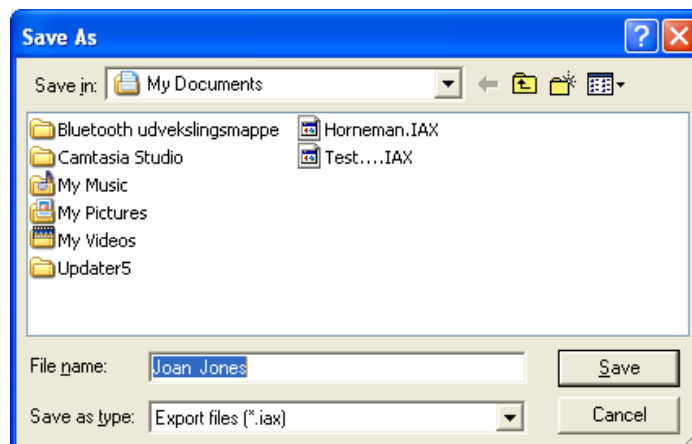 Save As
Save in: My Documents
Bluetooth udvekslingsmappe
Camtasia Studio
My Music
My Pictures
My Videos
Updater5
Horneman.IAX
Test....IAX
File name: Joan Jones
Save
Save as type: Export files (*.iax)
Cancel